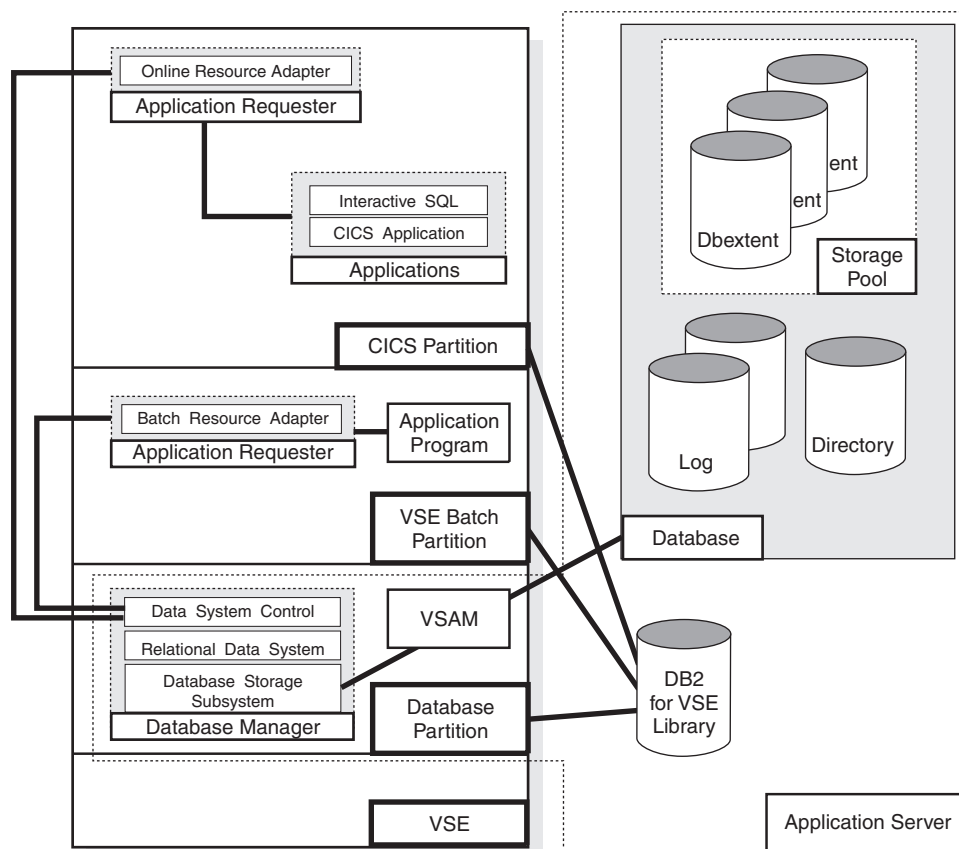 Online Resource Adapter
Application Requester
Interactive SQL
CICS Application
Applications
CICS Partition
Batch Resource Adapter
Application Requester
Application
Program
VSE Batch
Partition
Data System Control
Relational Data System
Database Storage
Subsystem
Database Manager
VSAM
Database
Partition
VSE
ent
ent
Dbextent
Storage
Pool
Log
Directory
Database
DB2
for VSE
Library
Application Server